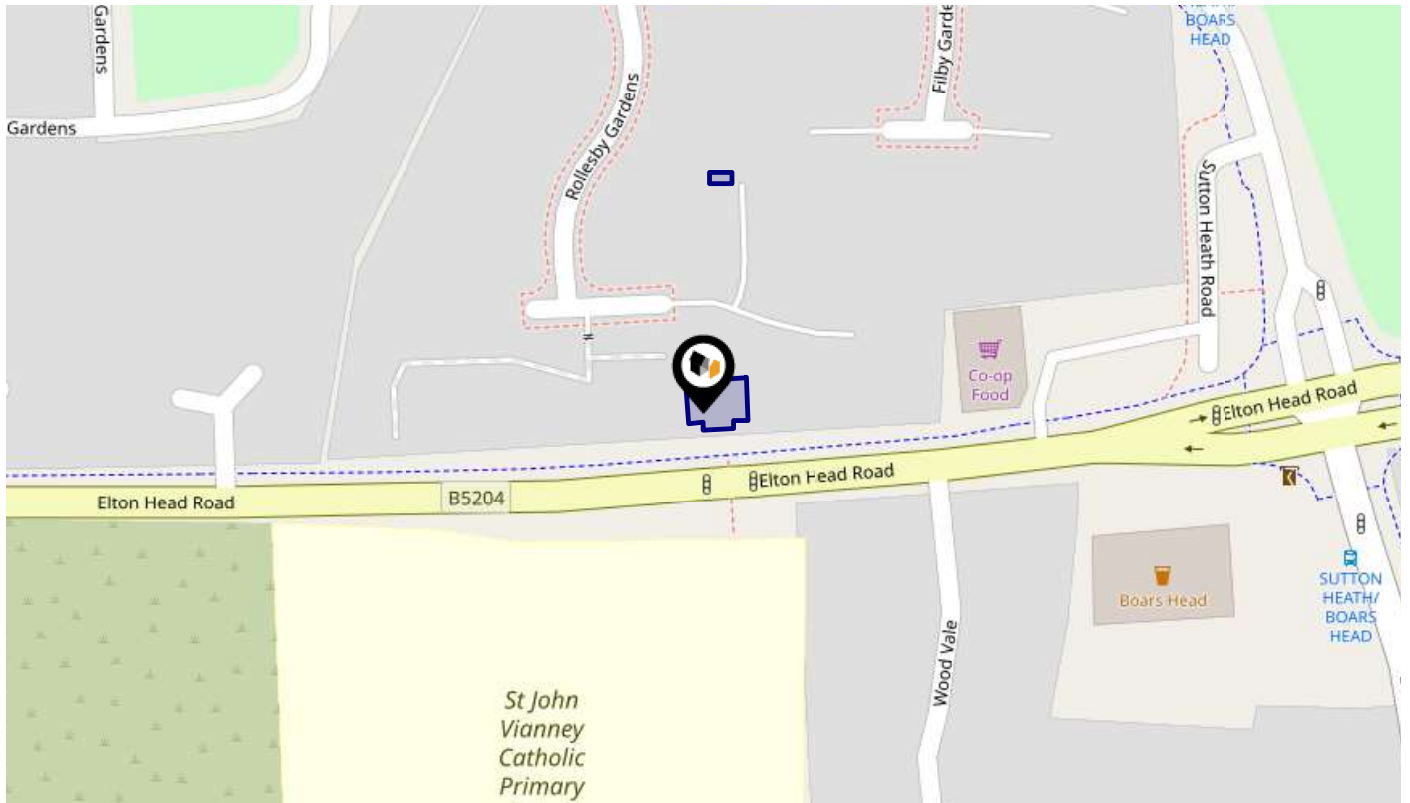 Gardens
BOARS
HEAD
Gardens
Rollesby Gardens
Filby Garde
Sutton Heath Road
Co-op
Food
Elton Head Road
Elton Head Road
Elton Head Road
B5204
Boars Head
SUTTON
HEATH/
BOARS
HEAD
Wood Vale
St John
Vianney
Catholic
Primary